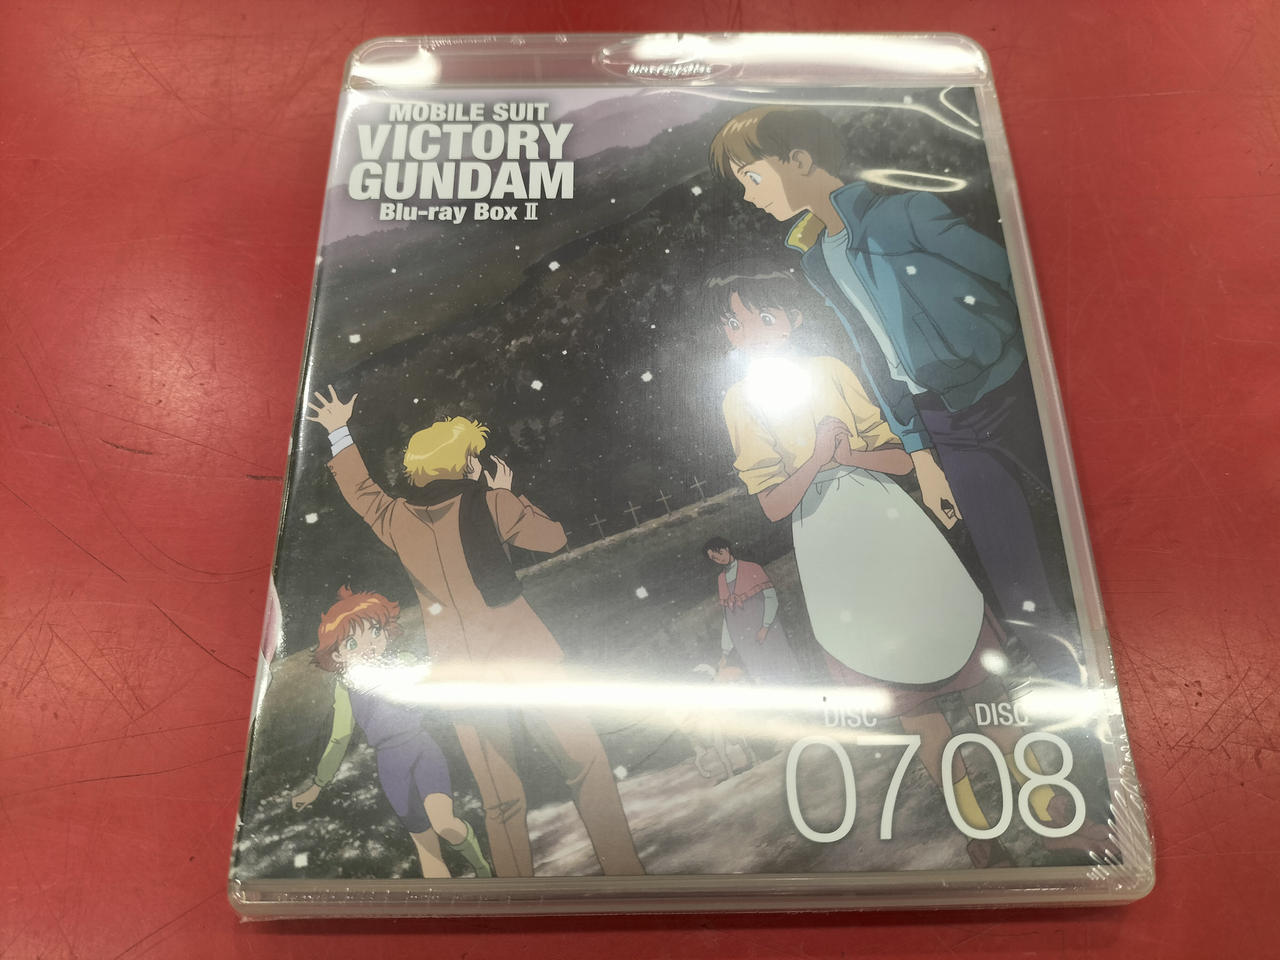 MOBILE SUIT
VICTORY
GUNDAM
Blu-ray Box Ⅱ
DISC DISC
07 08